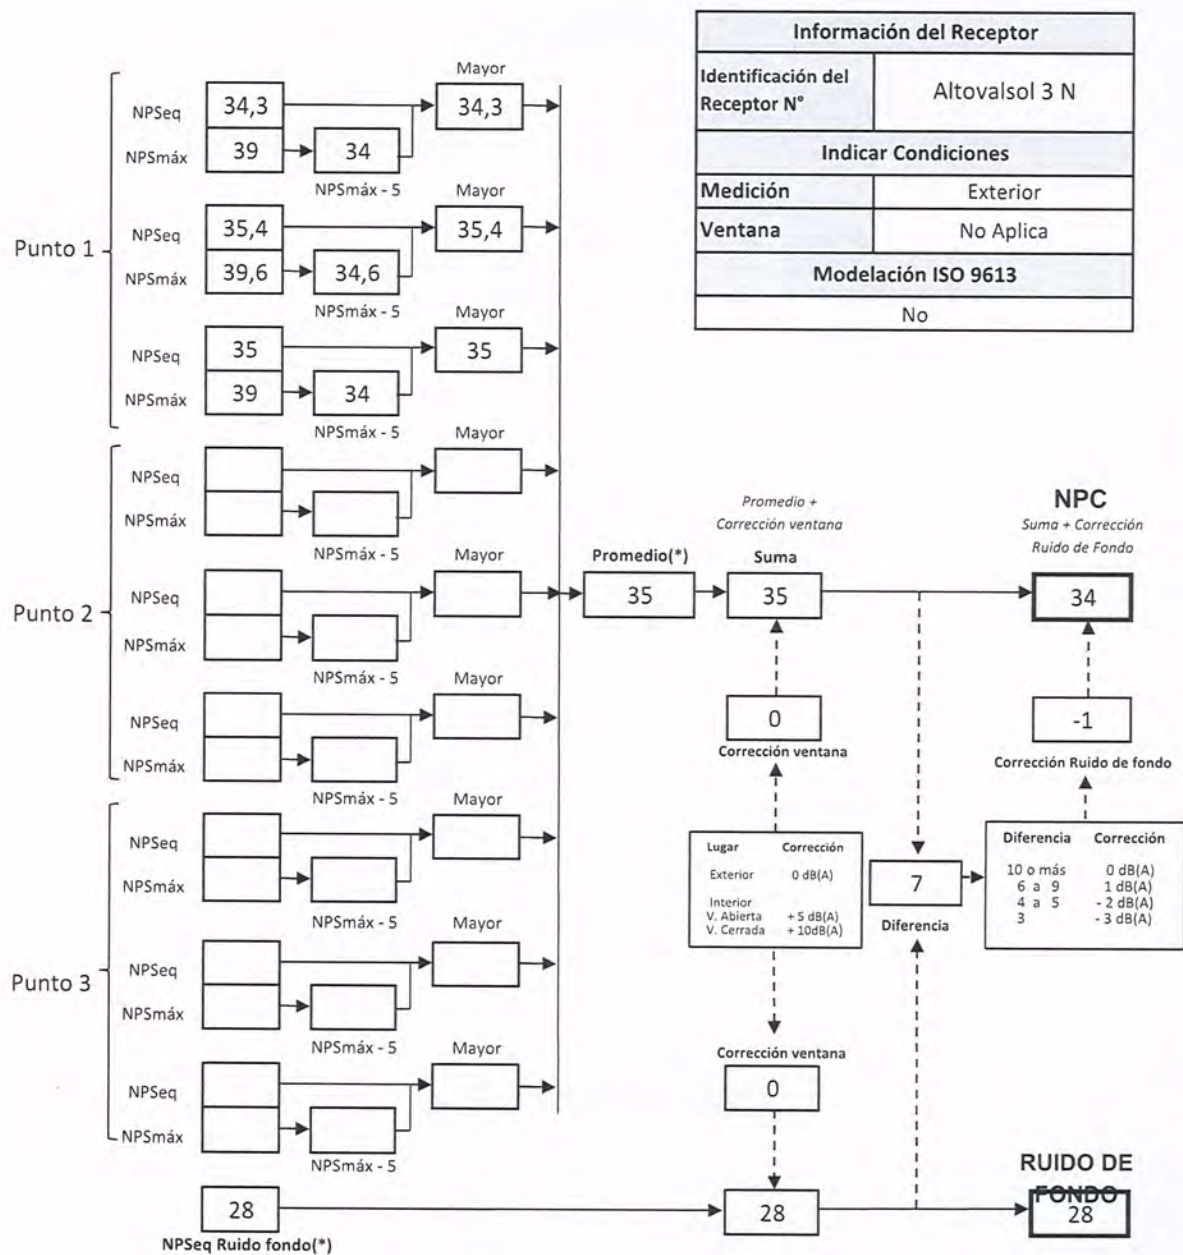 Información del Receptor
Identificación del Receptor N° Altovalsol 3 N
Indicar Condiciones
Medición Exterior
Ventana No Aplica
Modelación ISO 9613
No
Punto 1
Mayor
NPSeq 34,3 34,3
NPSmáx 39 34
NPSmáx - 5
Mayor
NPSeq 35,4 35,4
NPSmáx 39,6 34,6
NPSmáx - 5
Mayor
NPSeq 35 35
NPSmáx 39 34
NPSmáx - 5
Punto 2
Mayor
NPSeq
NPSmáx
NPSmáx - 5
Mayor
NPSeq
NPSmáx
NPSmáx - 5
Mayor
NPSeq
NPSmáx
NPSmáx - 5
Punto 3
Mayor
NPSeq
NPSmáx
NPSmáx - 5
Mayor
NPSeq
NPSmáx
NPSmáx - 5
Mayor
NPSeq
NPSmáx
NPSmáx - 5
Promedio(*)
35
Promedio +
Corrección ventana
Suma
35
NPC
Suma + Corrección
Ruido de Fondo
34
0
Corrección ventana
-1
Corrección Ruido de fondo
Lugar Corrección
Exterior 0 dB(A)
Interior
V. Abierta + 5 dB(A)
V. Cerrada + 10dB(A)
7
Diferencia
Diferencia Corrección
10 o más 0 dB(A)
6 a 9 1 dB(A)
4 a 5 - 2 dB(A)
3 - 3 dB(A)
Corrección ventana
0
28
NPSeq Ruido fondo(*)
28
RUIDO DE
FONDO
28